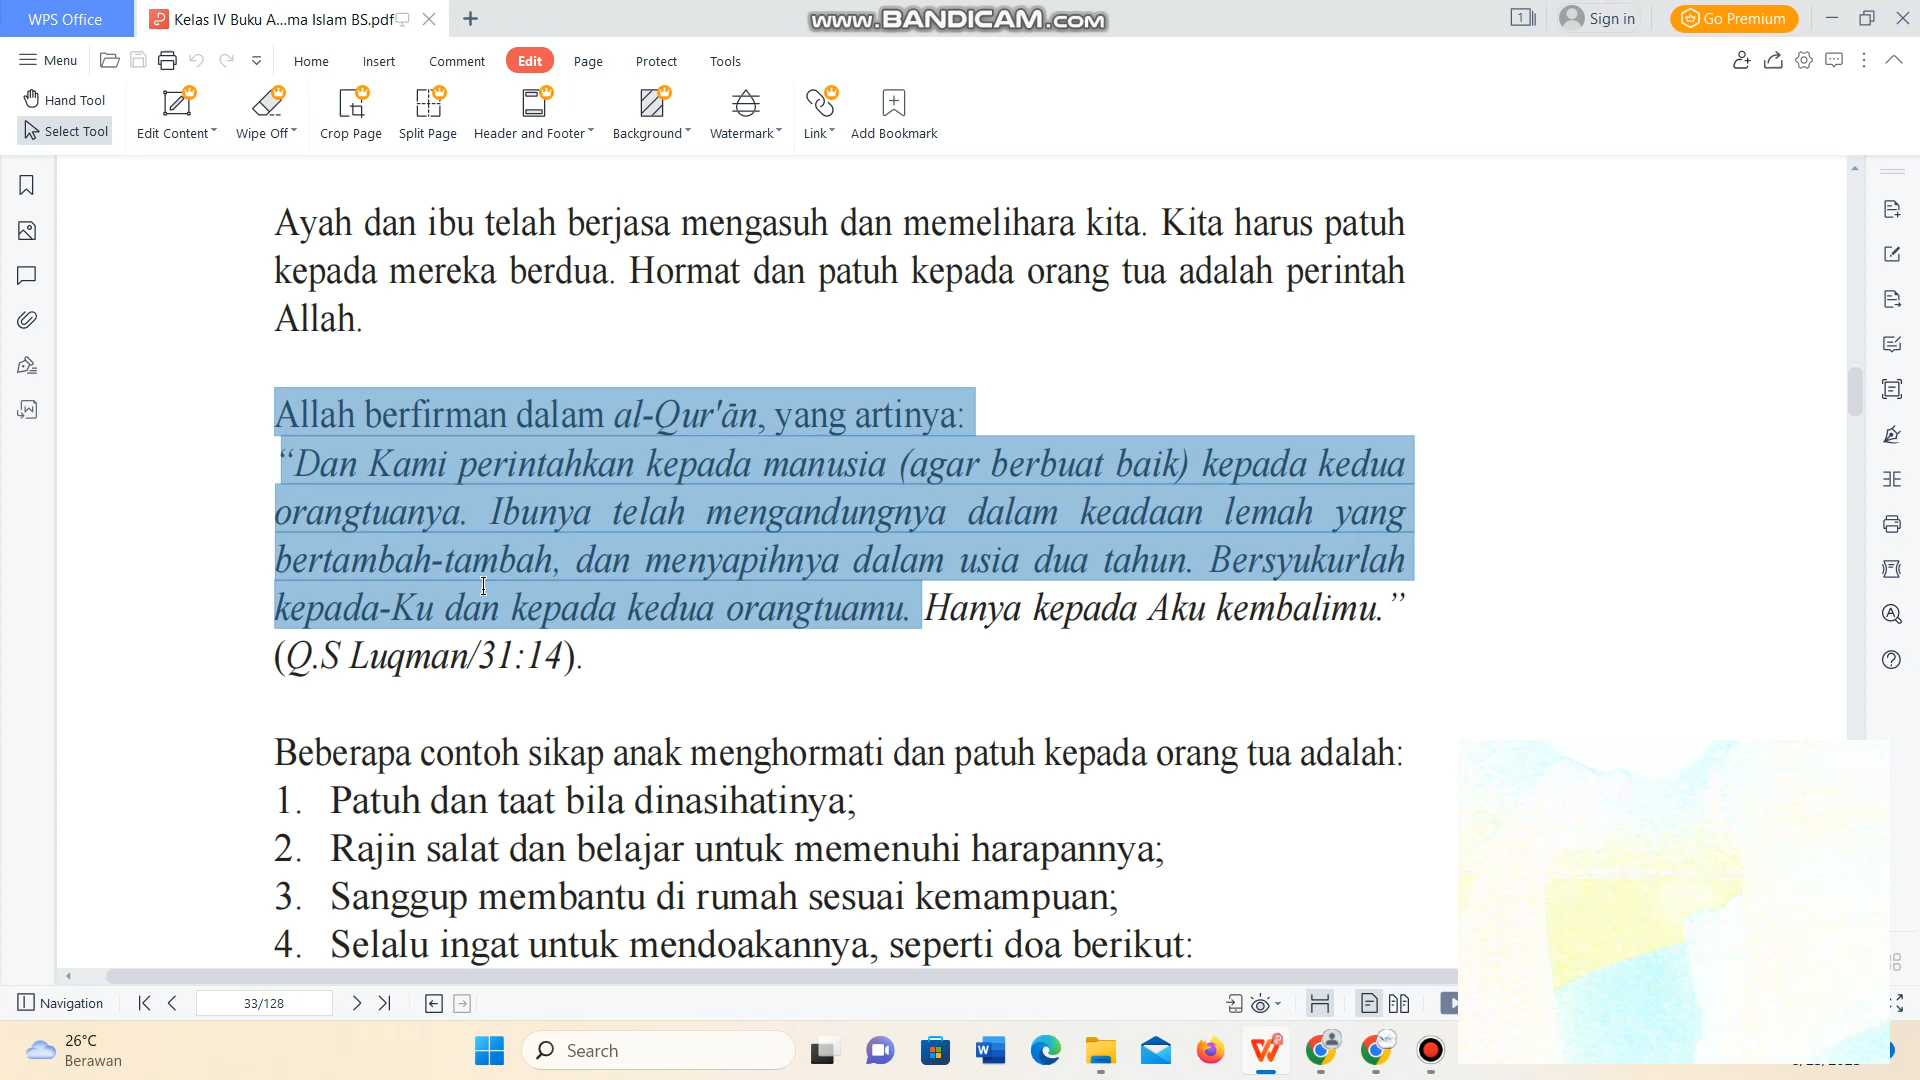 WPS Office
Kelas IV Buku A...ma Islam BS.pdf
www.BANDICAM.com
1
Sign in
Go Premium
Menu
Home
Insert
Comment
Edit
Page
Protect
Tools
Hand Tool
Select Tool
Edit Content
Wipe Off
Crop Page
Split Page
Header and Footer
Background
Watermark
Link
Add Bookmark
Ayah dan ibu telah berjasa mengasuh dan memelihara kita. Kita harus patuh
kepada mereka berdua. Hormat dan patuh kepada orang tua adalah perintah
Allah.
Allah berfirman dalam al-Qur'ān, yang artinya:
“Dan Kami perintahkan kepada manusia (agar berbuat baik) kepada kedua
orangtuanya. Ibunya telah mengandungnya dalam keadaan lemah yang
bertambah-tambah, dan menyapihnya dalam usia dua tahun. Bersyukurlah
kepada-Ku dan kepada kedua orangtuamu. Hanya kepada Aku kembalimu.”
(Q.S Luqman/31:14).
Beberapa contoh sikap anak menghormati dan patuh kepada orang tua adalah:
1. Patuh dan taat bila dinasihatinya;
2. Rajin salat dan belajar untuk memenuhi harapannya;
3. Sanggup membantu di rumah sesuai kemampuan;
4. Selalu ingat untuk mendoakannya, seperti doa berikut:
Navigation
33/128
26°C
Berawan
Search